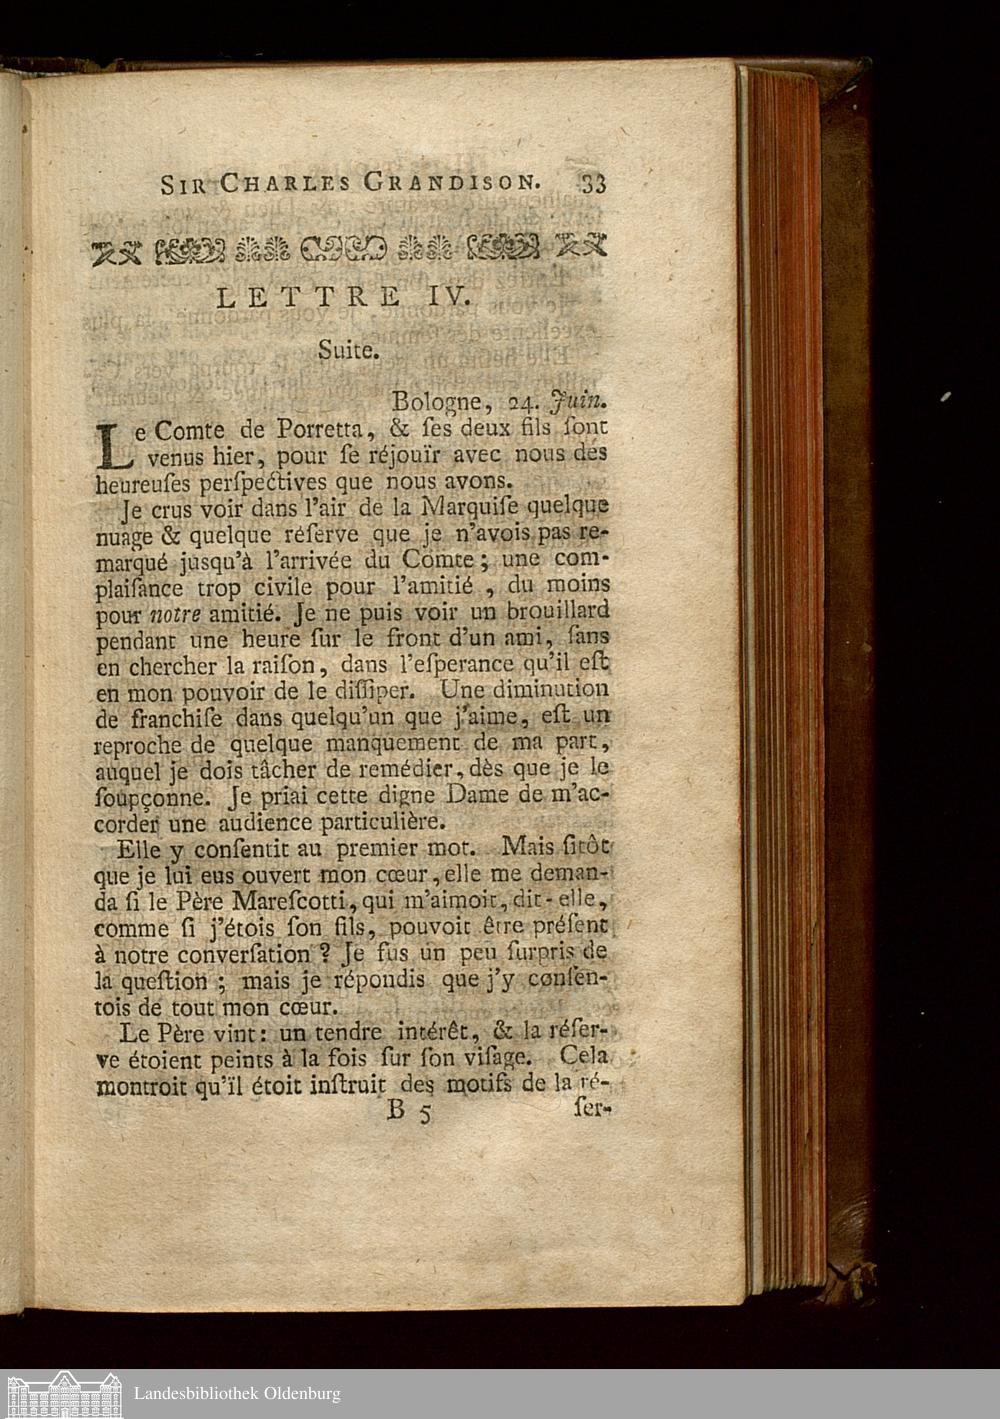 SIR CHARLES GRANDISON. 33
LETTRE IV.
Suite.
Bologne, 24. Juin.
Le Comte de Porretta, & ſes deux fils ſont
venus hier, pour ſe réjouïr avec nous des
heureuſes perſpectives que nous avons.
Je crus voir dans l'air de la Marquiſe quelque
nuage & quelque réſerve que je n'avois pas re-
marqué jusqu'à l'arrivée du Comte; une com-
plaiſance trop civile pour l'amitié, du moins
pour notre amitié. Je ne puis voir un brouillard
pendant une heure ſur le front d'un ami, ſans
en chercher la raiſon, dans l'eſperance qu'il eſt
en mon pouvoir de le diſſiper. Une diminution
de franchiſe dans quelqu'un que j'aime, eſt un
reproche de quelque manquement de ma part,
auquel je dois tâcher de remédier, dès que je le
ſoupçonne. Je priai cette digne Dame de m'ac-
corder une audience particulière.
Elle y conſentit au premier mot. Mais ſitôt
que je lui eus ouvert mon cœur, elle me deman-
da ſi le Père Mareſcotti, qui m'aimoit, dit-elle,
comme ſi j'étois ſon fils, pouvoit être préſent
à notre converſation? Je fus un peu ſurpris de
la queſtion; mais je répondis que j'y conſen-
tois de tout mon cœur.
Le Père vint: un tendre intérêt, & la réſer-
ve étoient peints à la fois ſur ſon viſage. Cela
montroit qu'ïl étoit inſtruit des motifs de la ré-
B 5 ſer-
Landesbibliothek Oldenburg